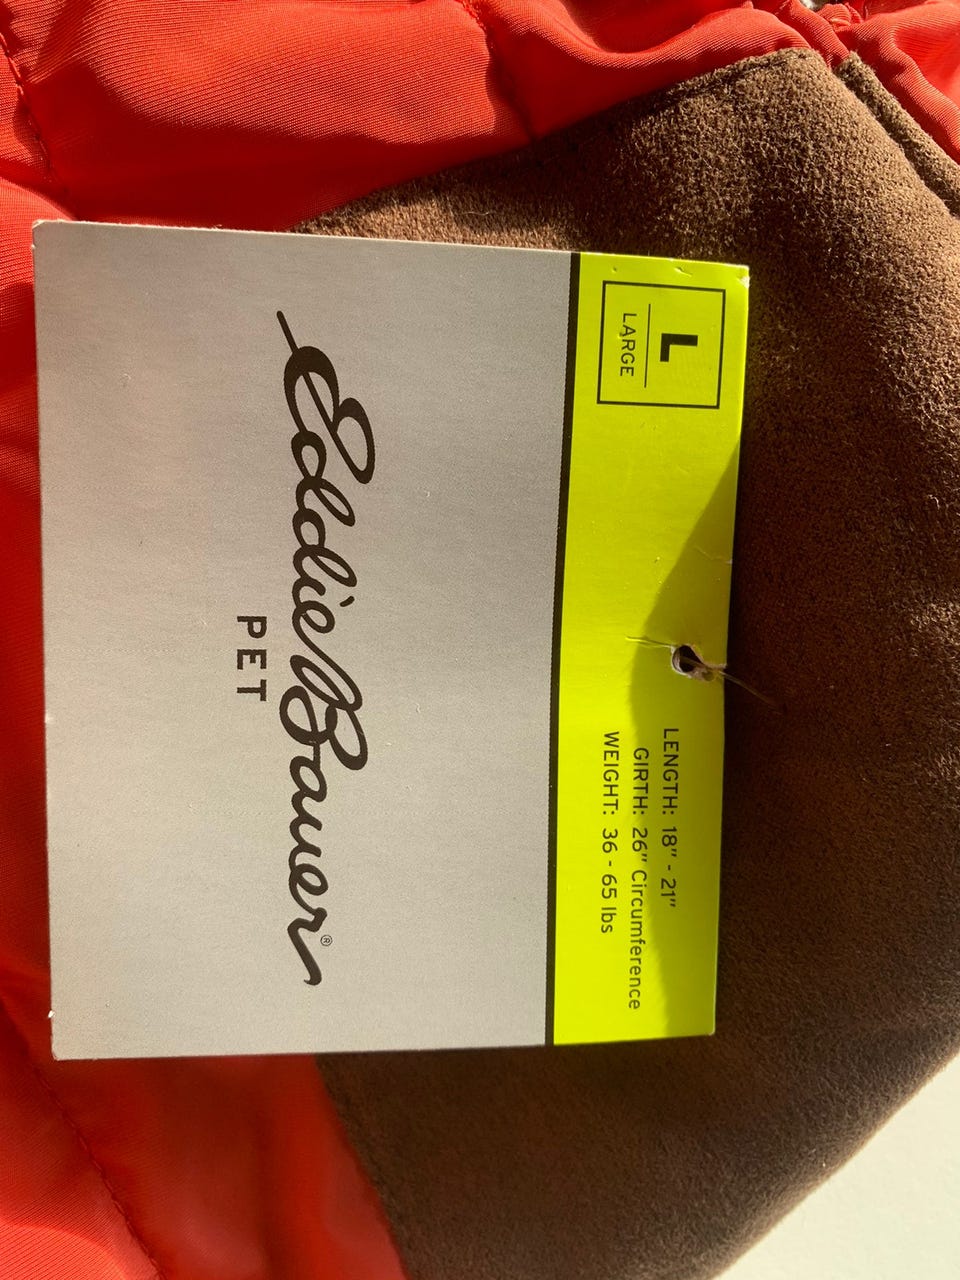 L
LARGE
LENGTH: 18" - 21"
GIRTH: 26" Circumference
WEIGHT: 36 - 65 lbs
Eddie Bauer®
PET